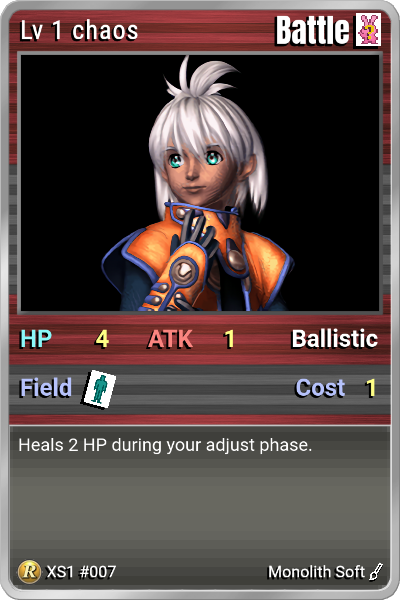 Lv 1 chaos Battle
HP 4 ATK 1 Ballistic
Field Cost 1
Heals 2 HP during your adjust phase.
R XS1 #007 Monolith Soft